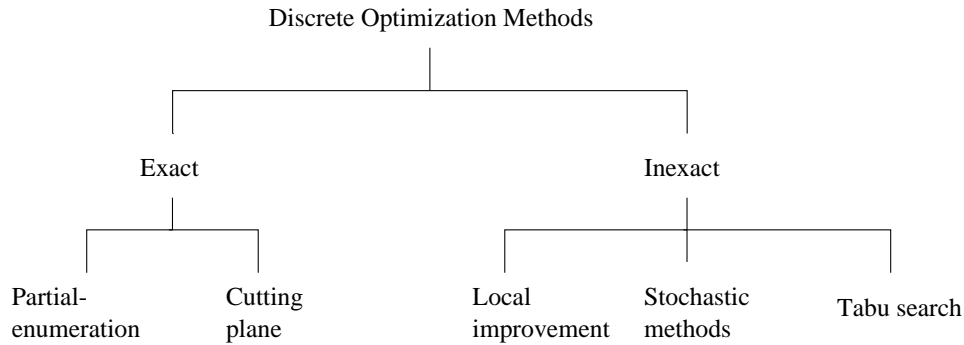 Discrete Optimization Methods
Exact
Inexact
Partial-
enumeration
Cutting
plane
Local
improvement
Stochastic
methods
Tabu search